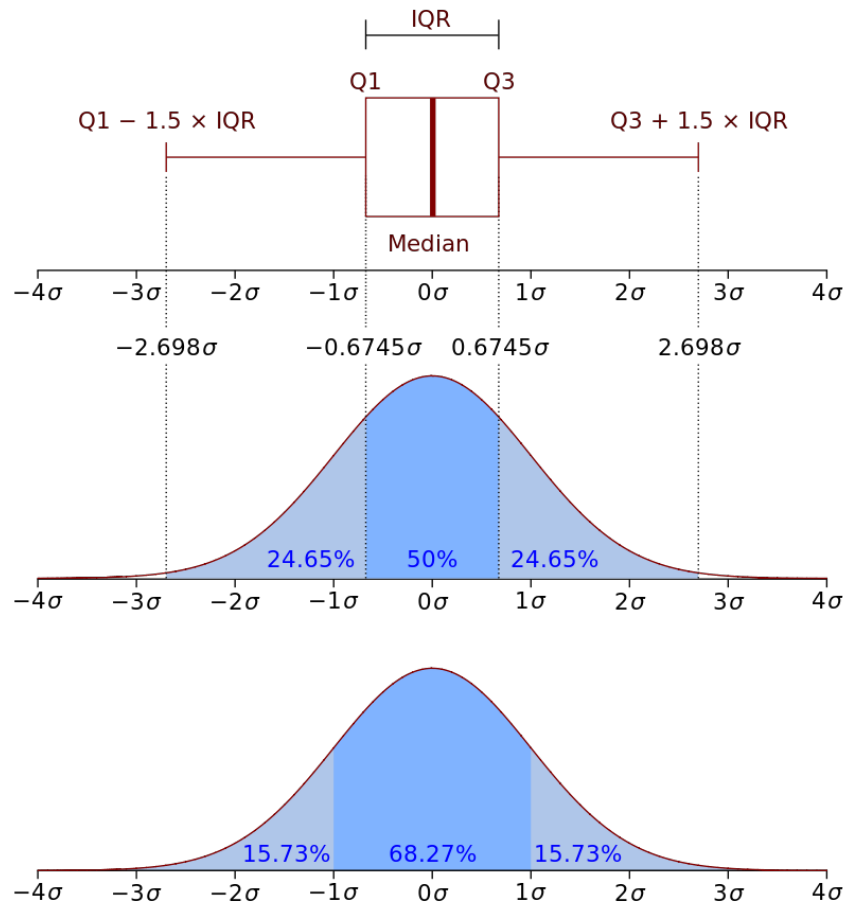 IQR
Q1 Q3
Q1 − 1.5 × IQR Q3 + 1.5 × IQR
Median
−4σ −3σ −2σ −1σ 0σ 1σ 2σ 3σ 4σ
−2.698σ −0.6745σ 0.6745σ 2.698σ
24.65% 50% 24.65%
−4σ −3σ −2σ −1σ 0σ 1σ 2σ 3σ 4σ
15.73% 68.27% 15.73%
−4σ −3σ −2σ −1σ 0σ 1σ 2σ 3σ 4σ